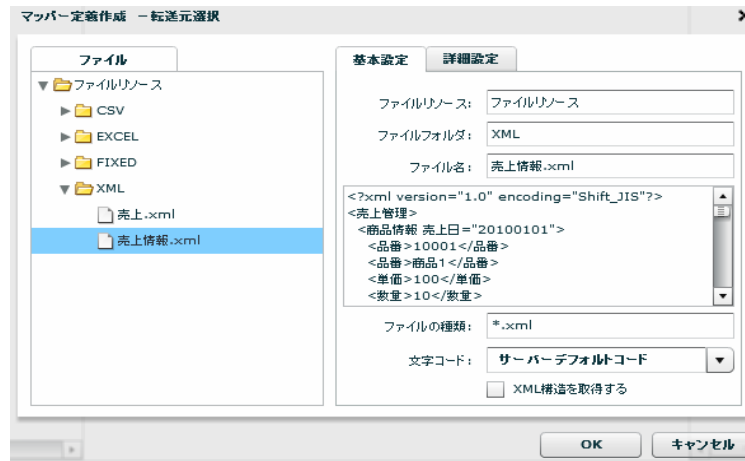 マッパー定義作成 －転送元選択
ファイル
ファイルリソース
CSV
EXCEL
FIXED
XML
売上.xml
売上情報.xml
基本設定 詳細設定
ファイルリソース: ファイルリソース
ファイルフォルダ: XML
ファイル名: 売上情報.xml
<?xml version="1.0" encoding="Shift_JIS"?>
<売上管理>
<商品情報 売上日="20100101">
<品番>10001</品番>
<品番>商品1</品番>
<単価>100</単価>
<数量>10</数量>
ファイルの種類: *.xml
文字コード: サーバーデフォルトコード
XML構造を取得する
OK キャンセル